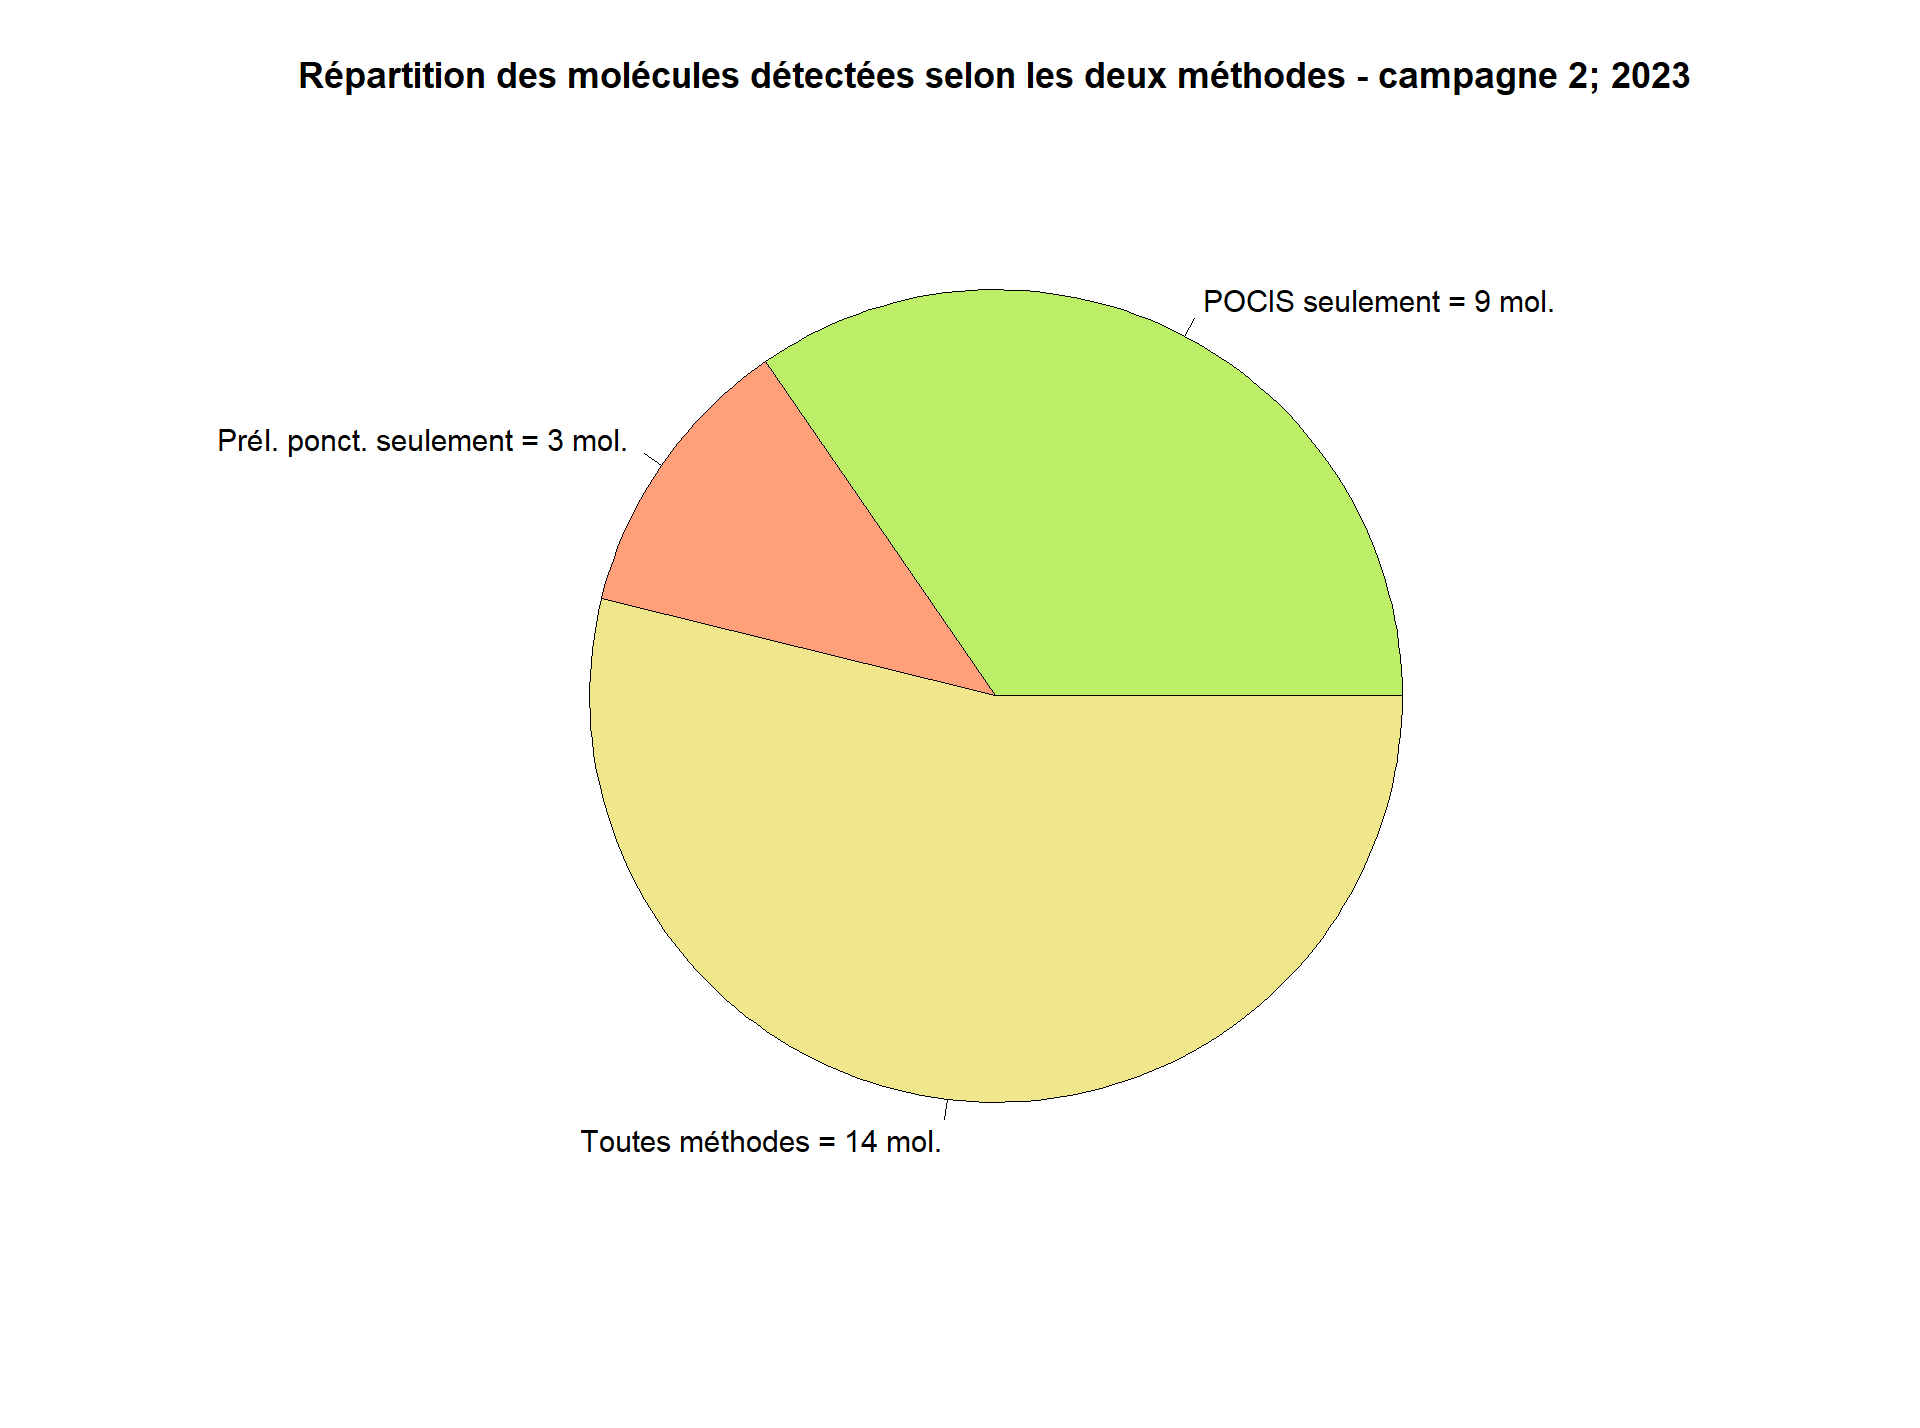 Répartition des molécules détectées selon les deux méthodes - campagne 2; 2023
POCIS seulement = 9 mol.
Prél. ponct. seulement = 3 mol.
Toutes méthodes = 14 mol.